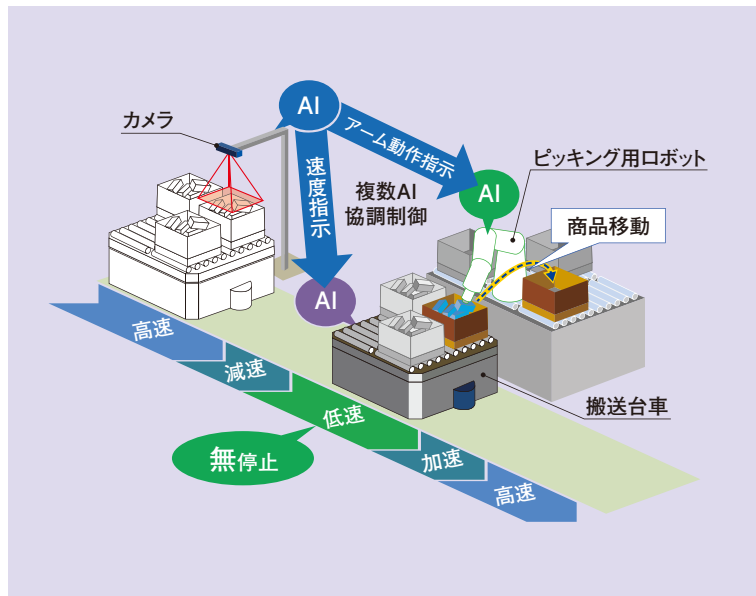 AI
カメラ
アーム動作指示
速度指示
複数AI
協調制御
AI
ピッキング用ロボット
商品移動
AI
高速
減速
低速
無停止
加速
高速
搬送台車